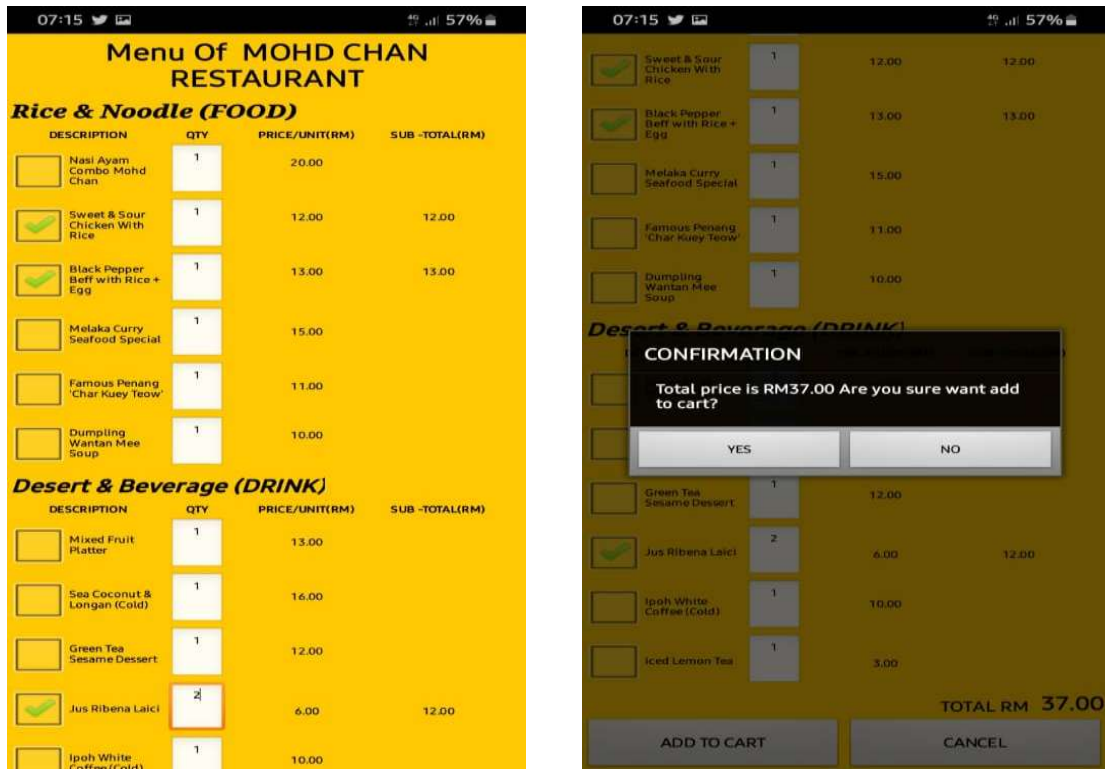 07:15 57%
Menu Of MOHD CHAN
RESTAURANT
Rice & Noodle (FOOD)
DESCRIPTION QTY PRICE/UNIT(RM) SUB -TOTAL(RM)
Nasi Ayam
Combo Mohd
Chan
1 20.00
Sweet & Sour
Chicken With
Rice
1 12.00 12.00
Black Pepper
Beff with Rice +
Egg
1 13.00 13.00
Melaka Curry
Seafood Special
1 15.00
Famous Penang
'Char Kuey Teow'
1 11.00
Dumpling
Wantan Mee
Soup
1 10.00
Desert & Beverage (DRINK)
DESCRIPTION QTY PRICE/UNIT(RM) SUB -TOTAL(RM)
Mixed Fruit
Platter
1 13.00
Sea Coconut &
Longan (Cold)
1 16.00
Green Tea
Sesame Dessert
1 12.00
Jus Ribena Laici 2 6.00 12.00
Ipoh White
Coffee (Cold)
1 10.00
07:15 4G 57%
Sweet & Sour
Chicken With
Rice
1 12.00 12.00
Black Pepper
Beff with Rice +
Egg
1 13.00 13.00
Melaka Curry
Seafood Special
1 15.00
Famous Penang
'Char Kuey Teow'
1 11.00
Dumpling
Wantan Mee
Soup
1 10.00
Desert & Beverage (DRINK)
CONFIRMATION
Total price is RM37.00 Are you sure want add
to cart?
YES NO
Green Tea
Sesame Dessert
1 12.00
Jus Ribena Laici 2 6.00 12.00
Ipoh White
Coffee (Cold)
1 10.00
Iced Lemon Tea 1 3.00
TOTAL RM 37.00
ADD TO CART CANCEL